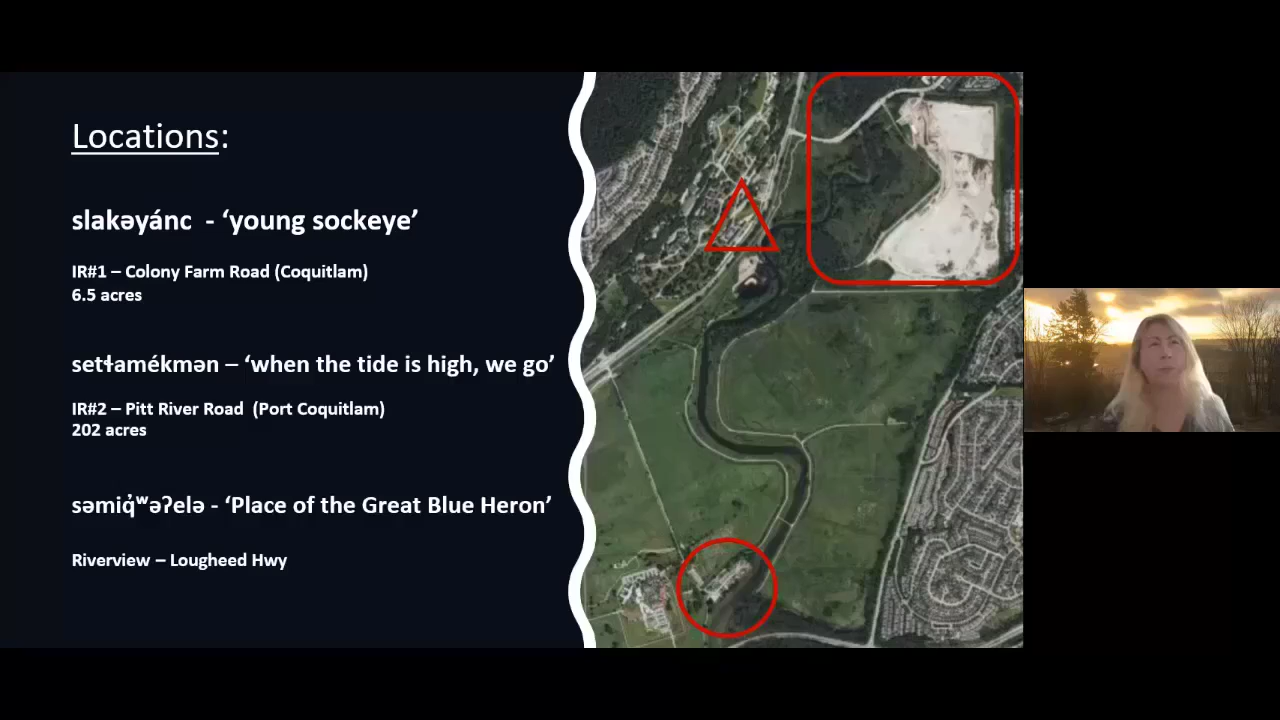 Locations:
slakəyánc - ‘young sockeye’
IR#1 – Colony Farm Road (Coquitlam)
6.5 acres
setɬamékmən – ‘when the tide is high, we go’
IR#2 – Pitt River Road (Port Coquitlam)
202 acres
səmiq̓ʷəʔelə - ‘Place of the Great Blue Heron’
Riverview – Lougheed Hwy